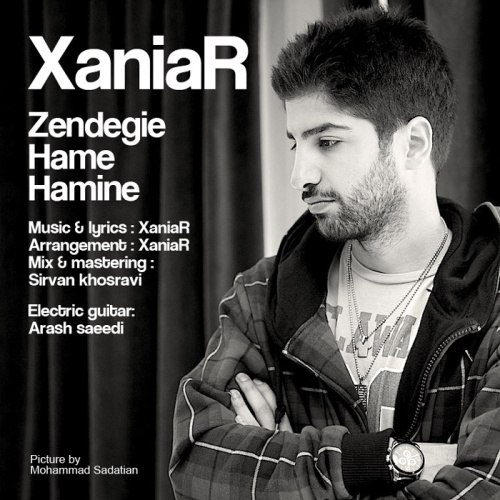 XaniaR
Zendegie
Hame
Hamine
Music & lyrics : XaniaR
Arrangement : XaniaR
Mix & mastering :
Sirvan khosravi
Electric guitar:
Arash saeedi
Picture by
Mohammad Sadatian